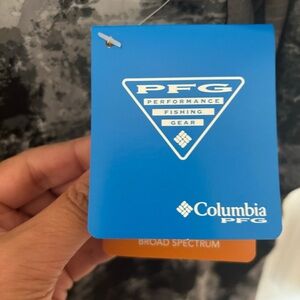 PFG
PERFORMANCE
FISHING
GEAR
Columbia
PFG
BROAD SPECTRUM